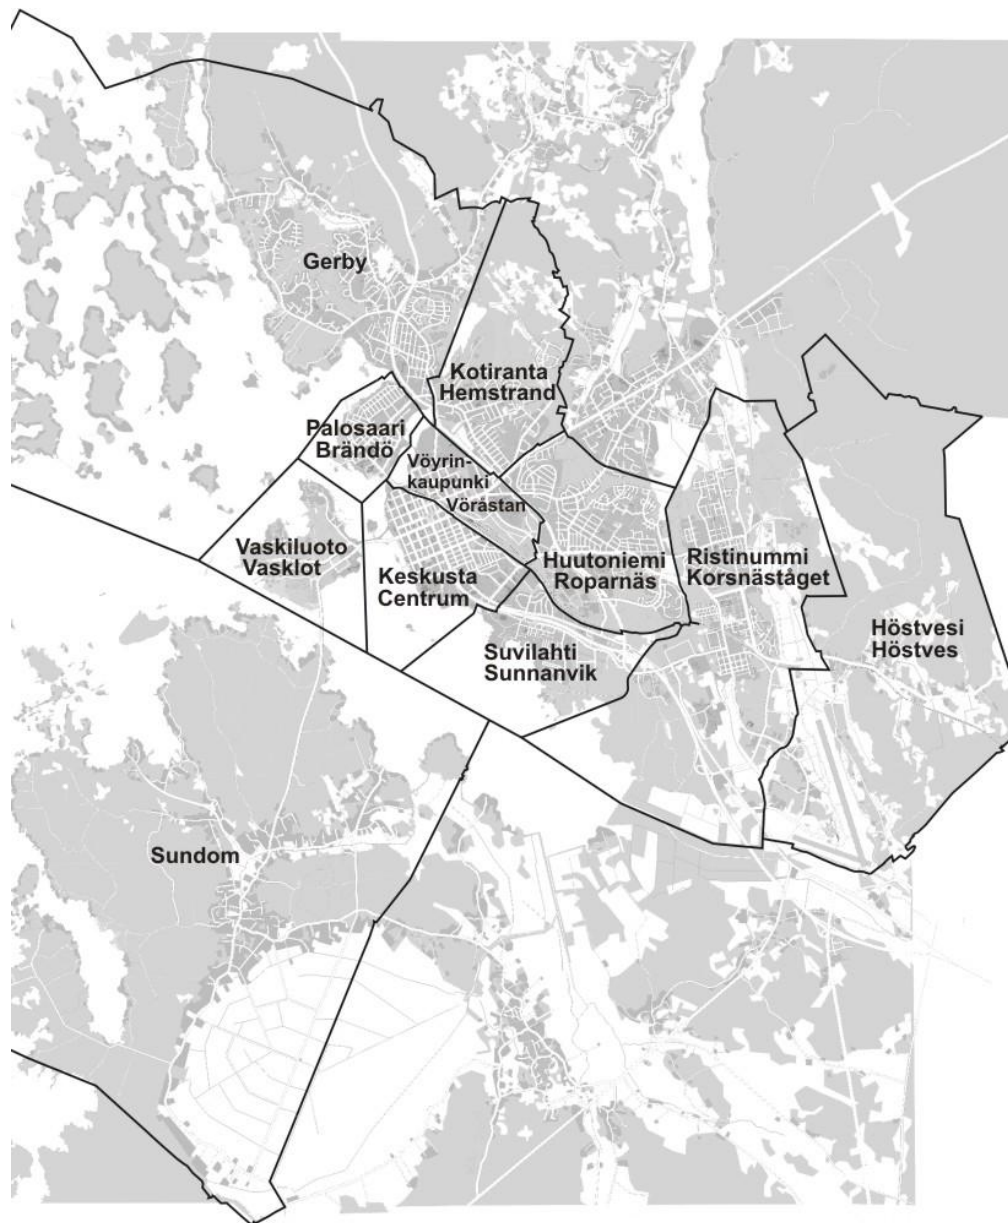 Gerby
Kotiranta
Hemstrand
Palosaari
Brändö
Vöyrin-
kaupunki
Vöråstan
Vaskiluoto
Vasklot
Keskusta
Centrum
Huutoniemi
Roparnäs
Ristinummi
Korsnäståget
Höstvesi
Höstves
Suvilahti
Sunnanvik
Sundom